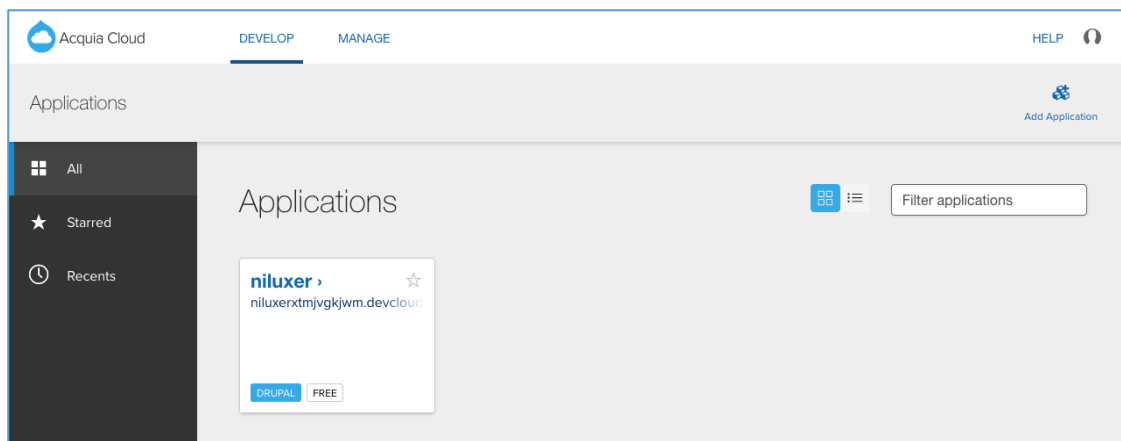 Acquia Cloud DEVELOP MANAGE HELP
Applications
Add Application
All
Starred
Recents
Applications
Filter applications
niluxer ›
niluxerxtmjvgkjwm.devcloud
DRUPAL FREE